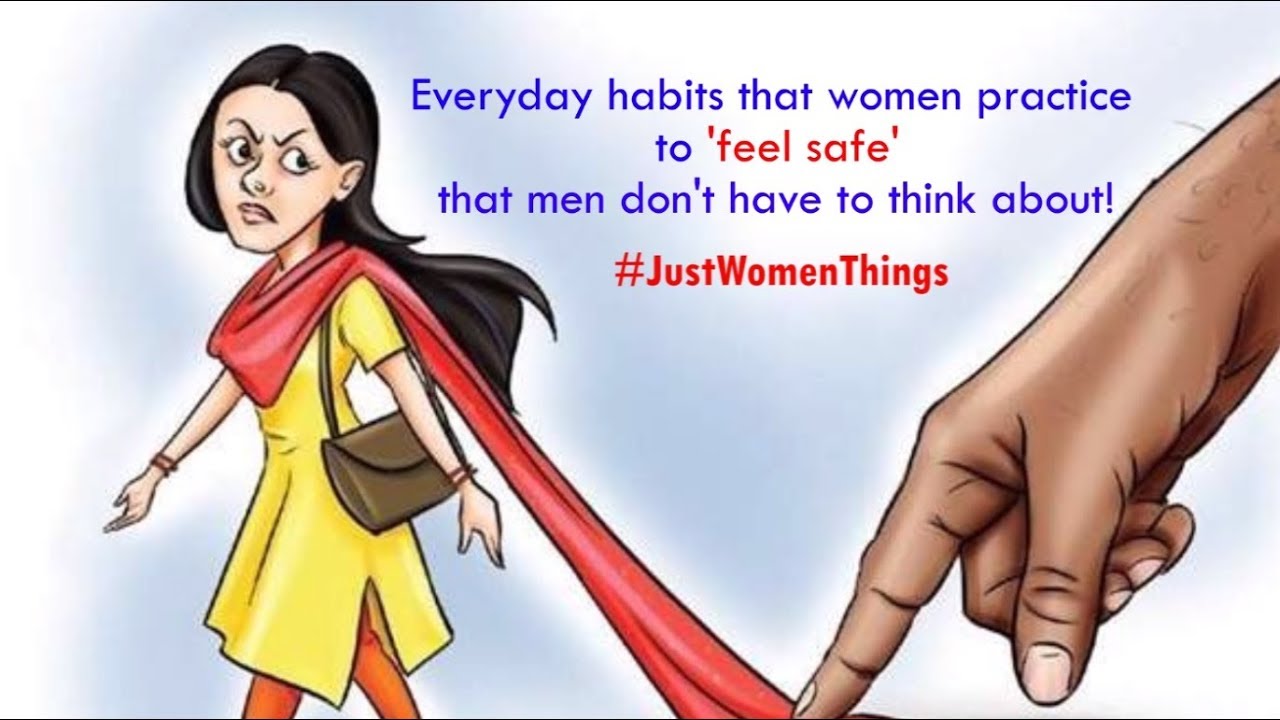 Everyday habits that women practice
to 'feel safe'
that men don't have to think about!
#JustWomenThings